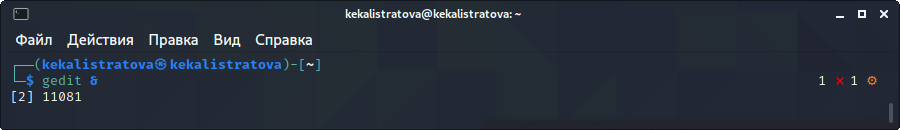 kekalistratova@kekalistratova: ~
Файл Действия Правка Вид Справка
┌──(kekalistratova㉿kekalistratova)-[~]
└─$ gedit & 1 ⨯ 1 ⚙
[2] 11081